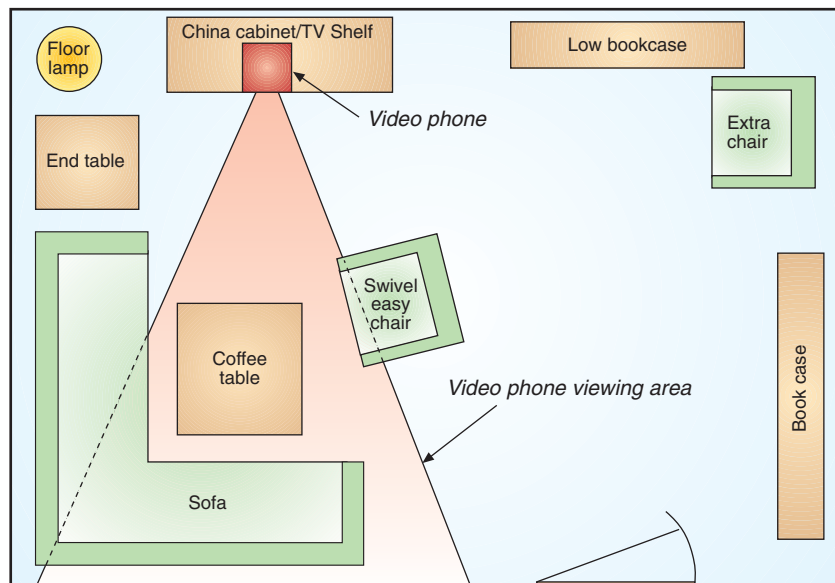 China cabinet/TV Shelf
Floor
lamp
Low bookcase
Video phone
Extra
chair
End table
Swivel
easy
chair
Coffee
table
Video phone viewing area
Book case
Sofa